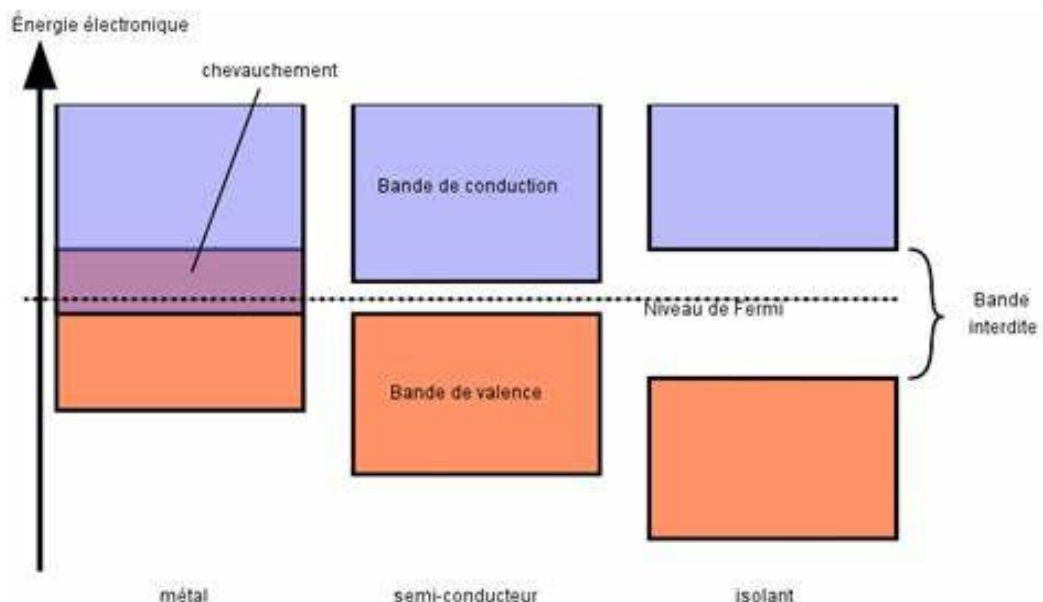 Énergie électronique
chevauchement
Bande de conduction
Niveau de Fermi
Bande
interdite
Bande de valence
métal
semi-conducteur
isolant